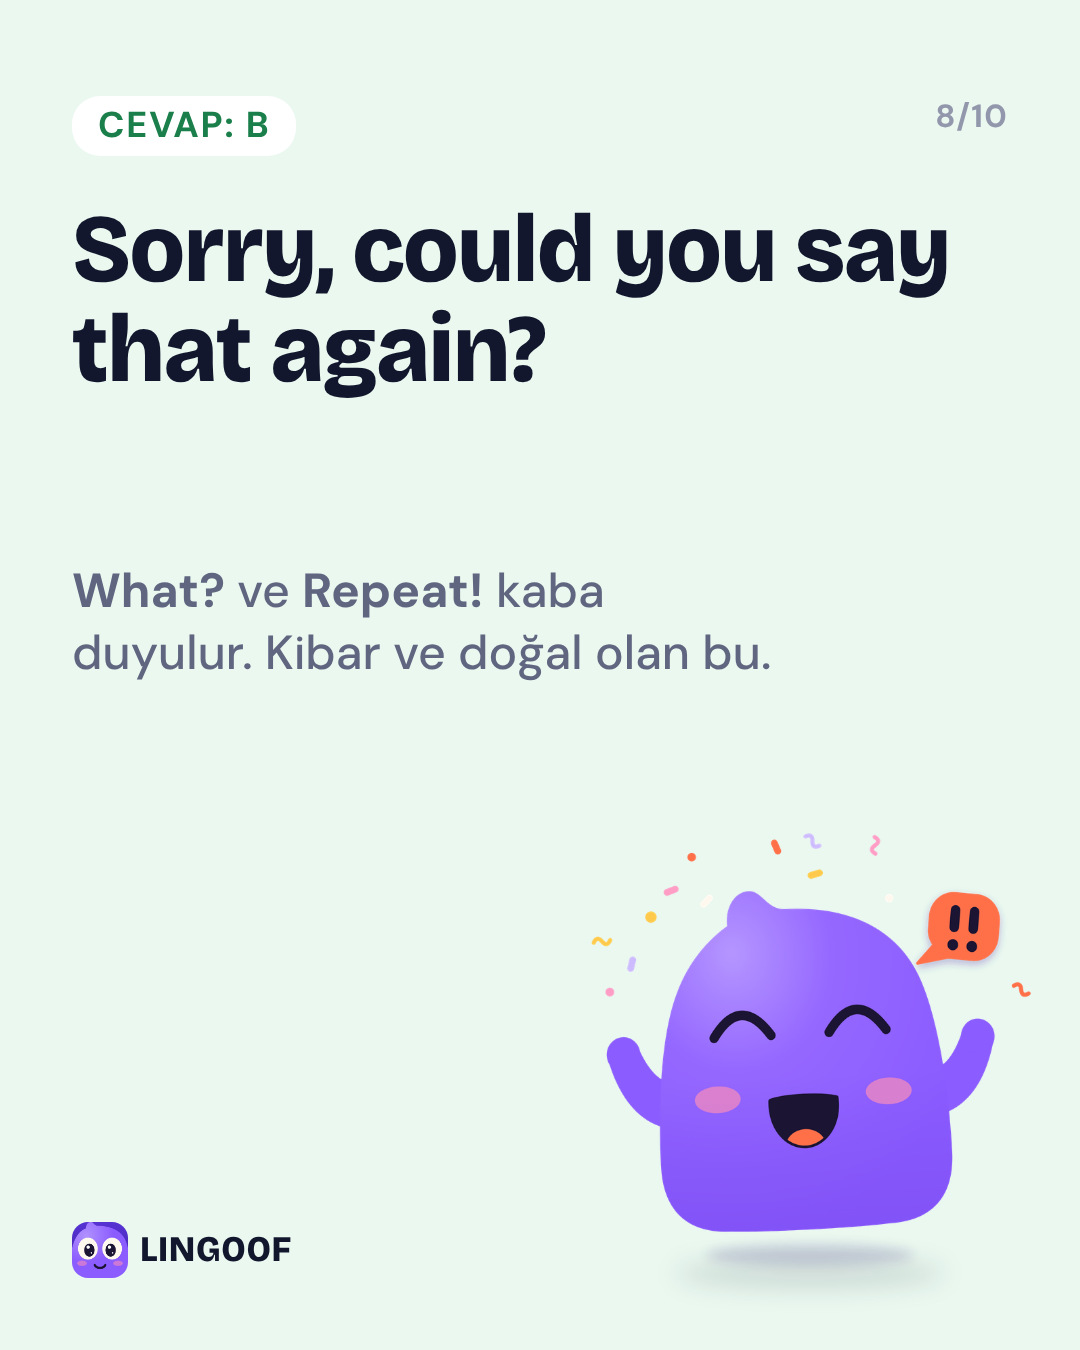 CEVAP: B
8/10
Sorry, could you say
that again?
What? ve Repeat! kaba
duyulur. Kibar ve doğal olan bu.
!!
LINGOOF